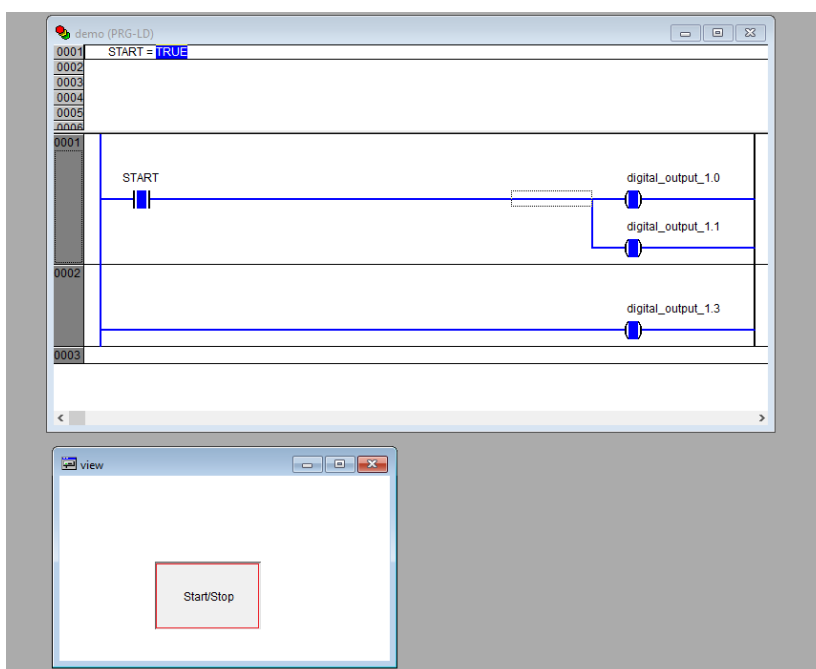 demo (PRG-LD)
0001 START = TRUE
0002
0003
0004
0005
0006
0001
START digital_output_1.0
digital_output_1.1
0002
digital_output_1.3
0003
view
Start/Stop